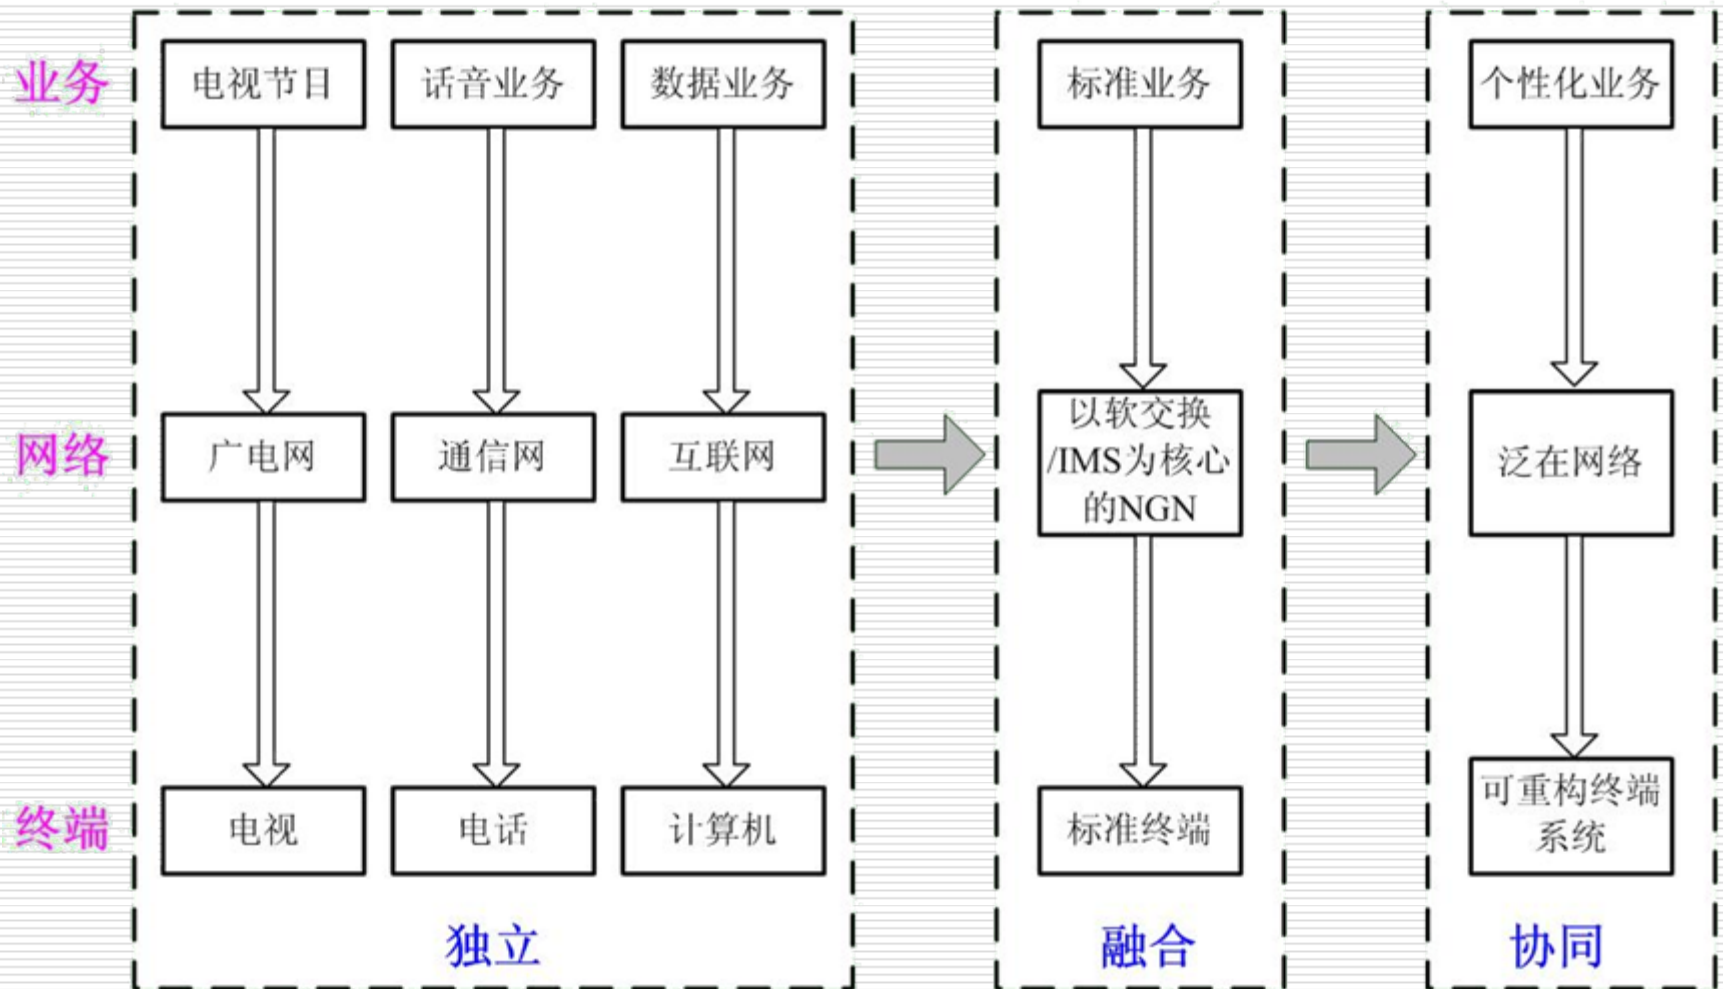 业务
电视节目
话音业务
数据业务
标准业务
个性化业务
网络
广电网
通信网
互联网
以软交换
/IMS为核心
的NGN
泛在网络
终端
电视
电话
计算机
标准终端
可重构终端
系统
独立
融合
协同